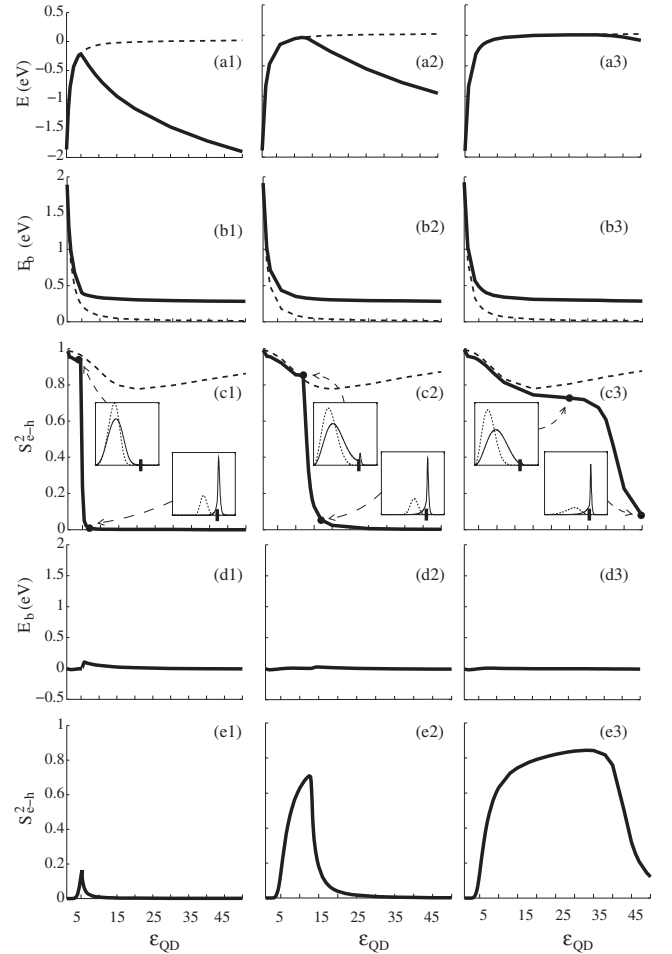 0.5
0
−0.5
−1
−1.5
−2
E (eV)
(a1)
(a2)
(a3)
2
1.5
1
0.5
0
E_b (eV)
(b1)
(b2)
(b3)
1
0.8
0.6
0.4
0.2
0
S²_e−h
(c1)
(c2)
(c3)
2
1.5
1
0.5
0
−0.5
E_b (eV)
(d1)
(d2)
(d3)
1
0.8
0.6
0.4
0.2
0
S²_e−h
(e1)
(e2)
(e3)
5 15 25 35 45 5 15 25 35 45 5 15 25 35 45
ε_QD ε_QD ε_QD